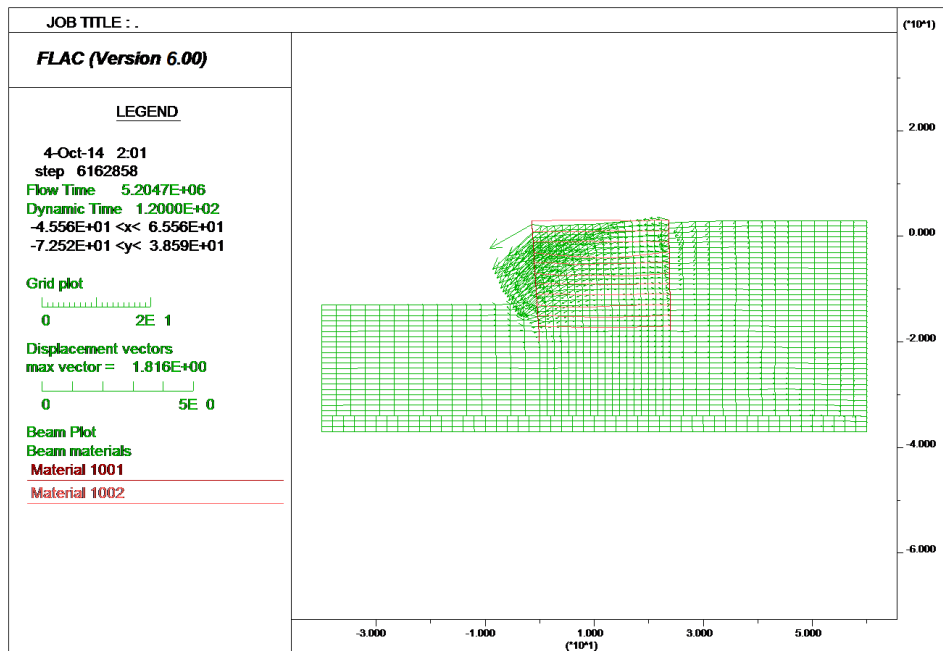 JOB TITLE : .
FLAC (Version 6.00)
LEGEND
4-Oct-14 2:01
step 6162858
Flow Time 5.2047E+06
Dynamic Time 1.2000E+02
-4.556E+01 <x< 6.556E+01
-7.252E+01 <y< 3.859E+01
Grid plot
0 2E 1
Displacement vectors
max vector = 1.816E+00
0 5E 0
Beam Plot
Beam materials
Material 1001
Material 1002
(*10^1)
2.000
0.000
-2.000
-4.000
-6.000
-3.000 -1.000 1.000 3.000 5.000
(*10^1)